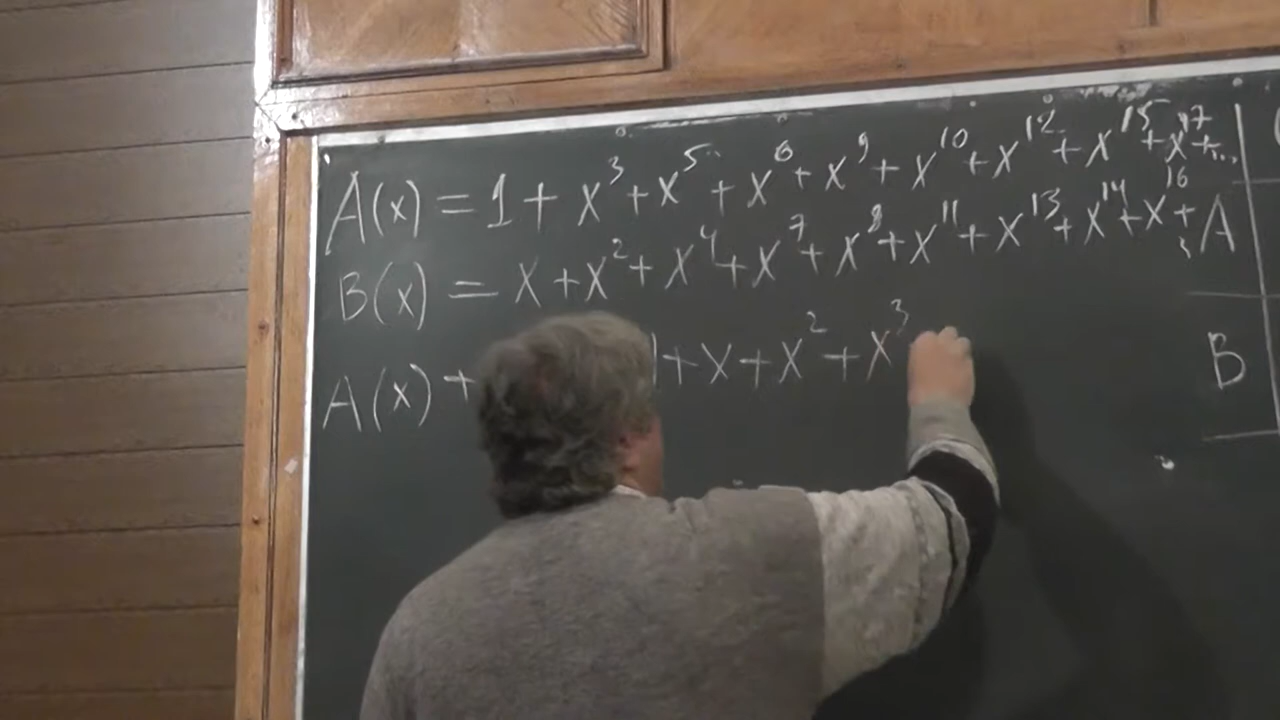 A(x) = 1 + x³ + x⁵ + x⁶ + x⁹ + x¹⁰ + x¹² + x¹⁵ + x¹⁷ + ...
B(x) = x + x² + x⁴ + x⁷ + x⁸ + x¹¹ + x¹³ + x¹⁴ + x¹⁶ +
A(x) + 1 + x + x² + x³
A
B